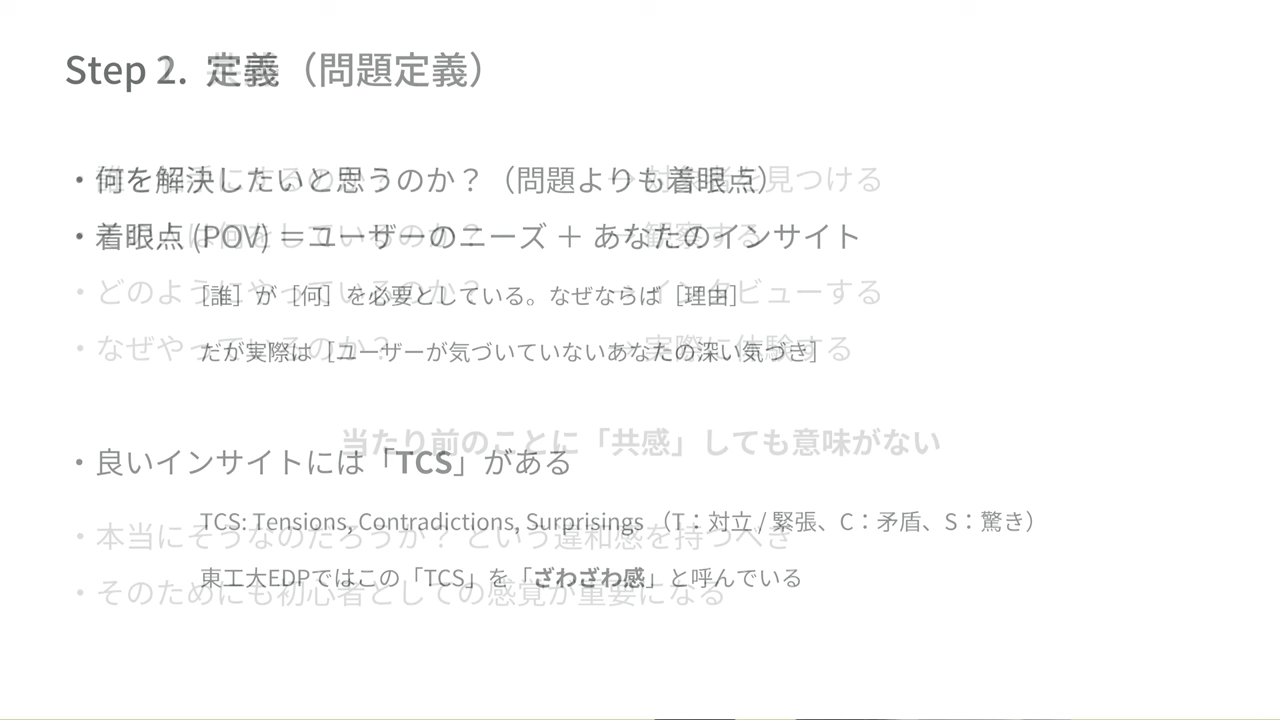 Step 2. 定義（問題定義）
・何を解決したいと思うのか？（問題よりも着眼点）
・着眼点 (POV) ＝ユーザーのニーズ ＋ あなたのインサイト
［誰］が［何］を必要としている。なぜならば［理由］
だが実際は［ユーザーが気づいていないあなたの深い気づき］
当たり前のことに「共感」しても意味がない
・良いインサイトには「TCS」がある
TCS: Tensions, Contradictions, Surprisings （T：対立 / 緊張、C：矛盾、S：驚き）
・本当にそうなのだろうか？ という違和感を持つべき
東工大EDPではこの「TCS」を「ざわざわ感」と呼んでいる
・そのためにも初心者としての感覚が重要になる